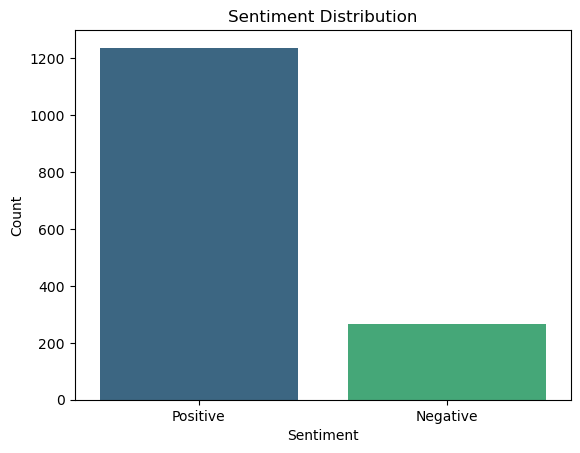 Sentiment Distribution
1200
1000
800
600
400
200
0
Count
Positive
Negative
Sentiment